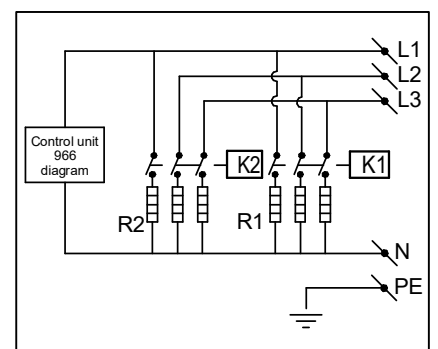 L1
L2
L3
Control unit
966
diagram
K2
K1
R2
R1
N
PE